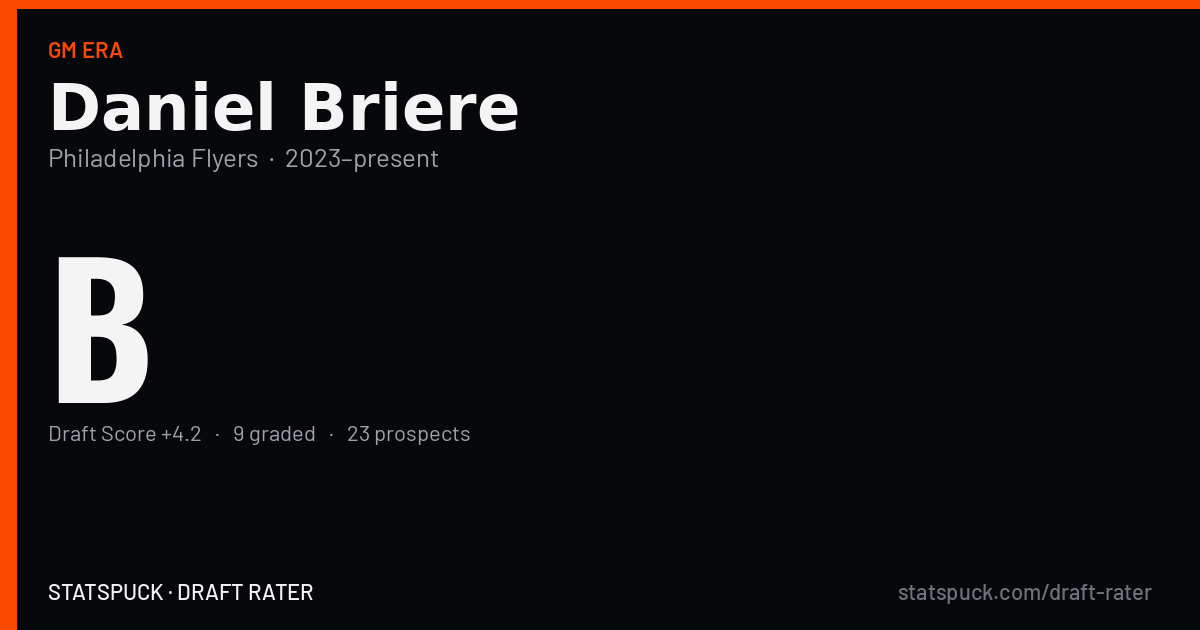 GM ERA
Daniel Briere
Philadelphia Flyers · 2023–present
B
Draft Score +4.2 · 9 graded · 23 prospects
STATSPUCK · DRAFT RATER
statspuck.com/draft-rater